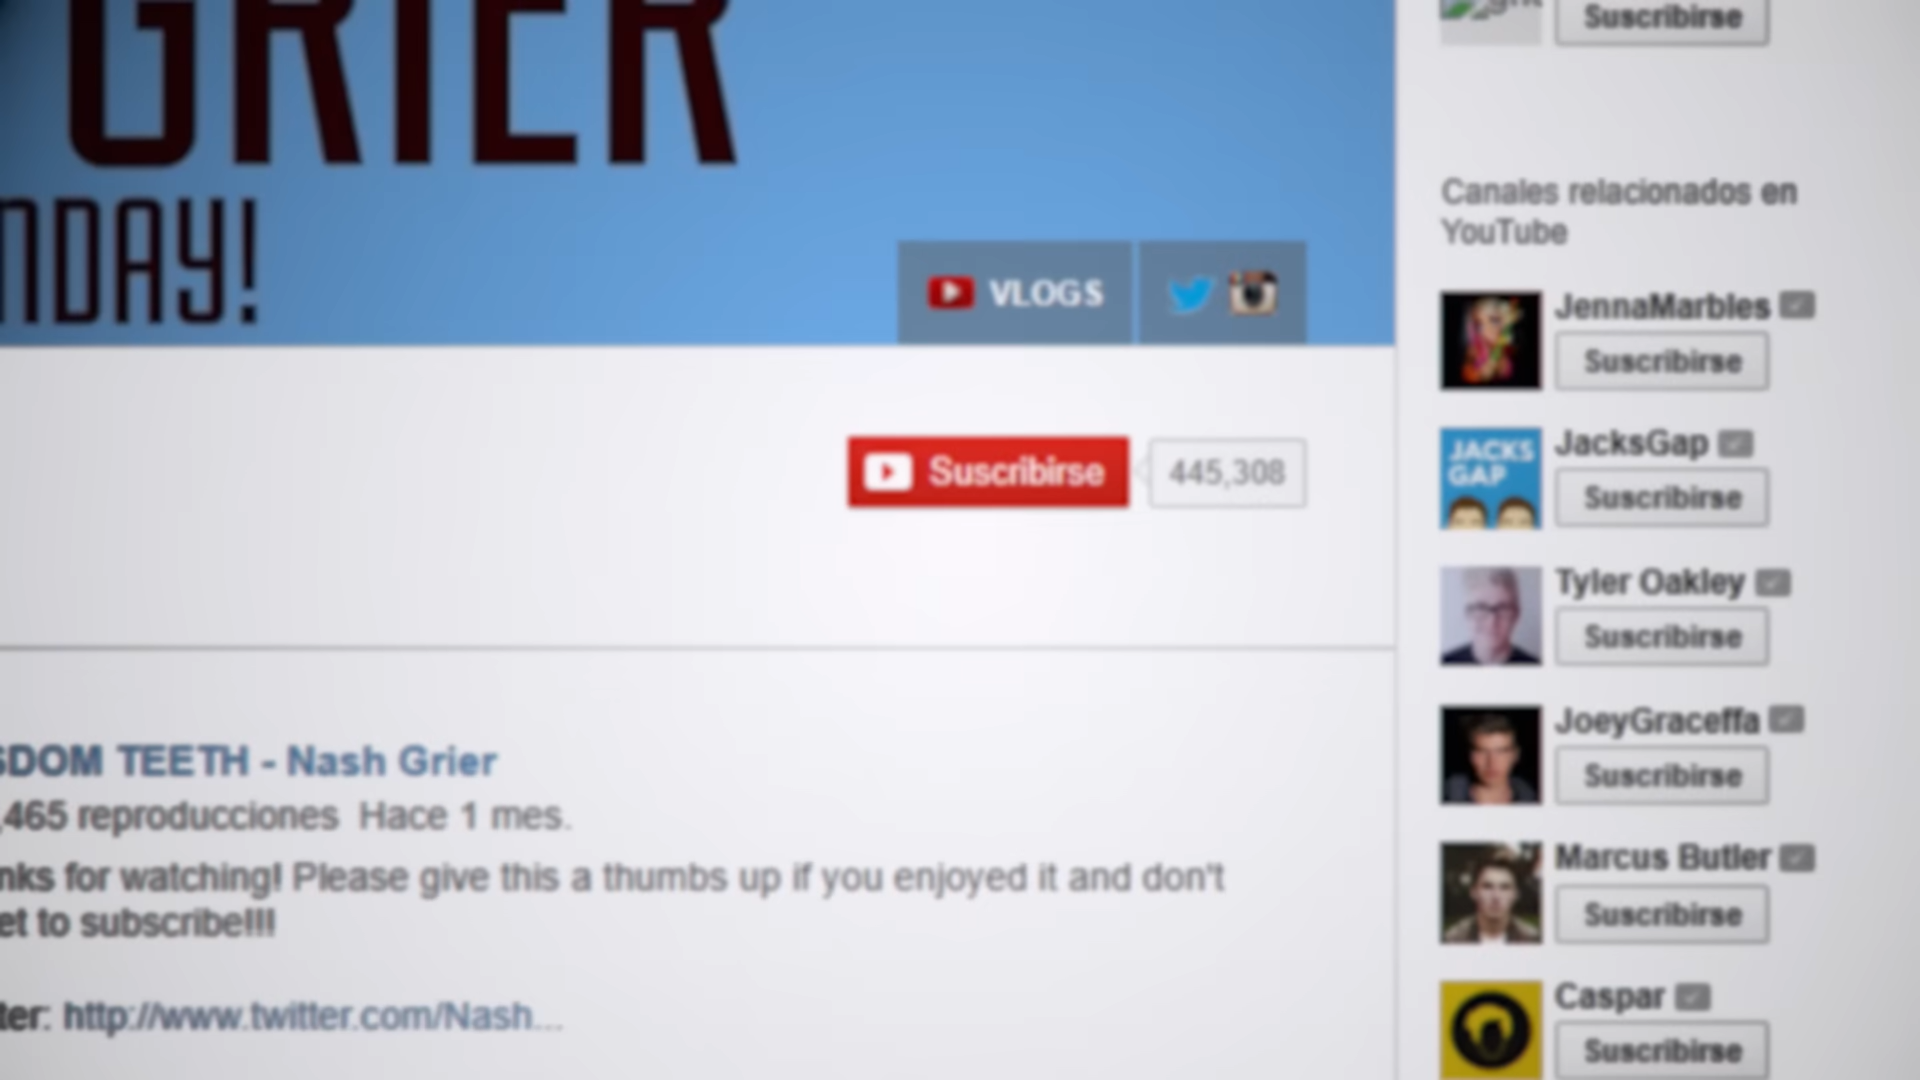 GRIER
NDAY!
VLOGS
Suscribirse 445,308
SDOM TEETH - Nash Grier
,465 reproducciones Hace 1 mes.
nks for watching! Please give this a thumbs up if you enjoyed it and don't
et to subscribe!!!
ter: http://www.twitter.com/Nash...
Suscribirse
Canales relacionados en
YouTube
JennaMarbles
Suscribirse
JACKS
GAP
JacksGap
Suscribirse
Tyler Oakley
Suscribirse
JoeyGraceffa
Suscribirse
Marcus Butler
Suscribirse
Caspar
Suscribirse